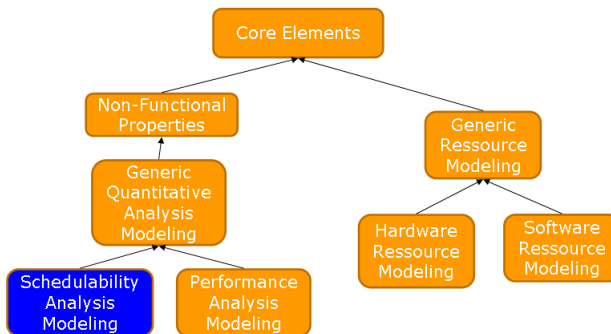 Core Elements
Non-Functional
Properties
Generic
Ressource
Modeling
Generic
Quantitative
Analysis
Modeling
Hardware
Ressource
Modeling
Software
Ressource
Modeling
Schedulability
Analysis
Modeling
Performance
Analysis
Modeling